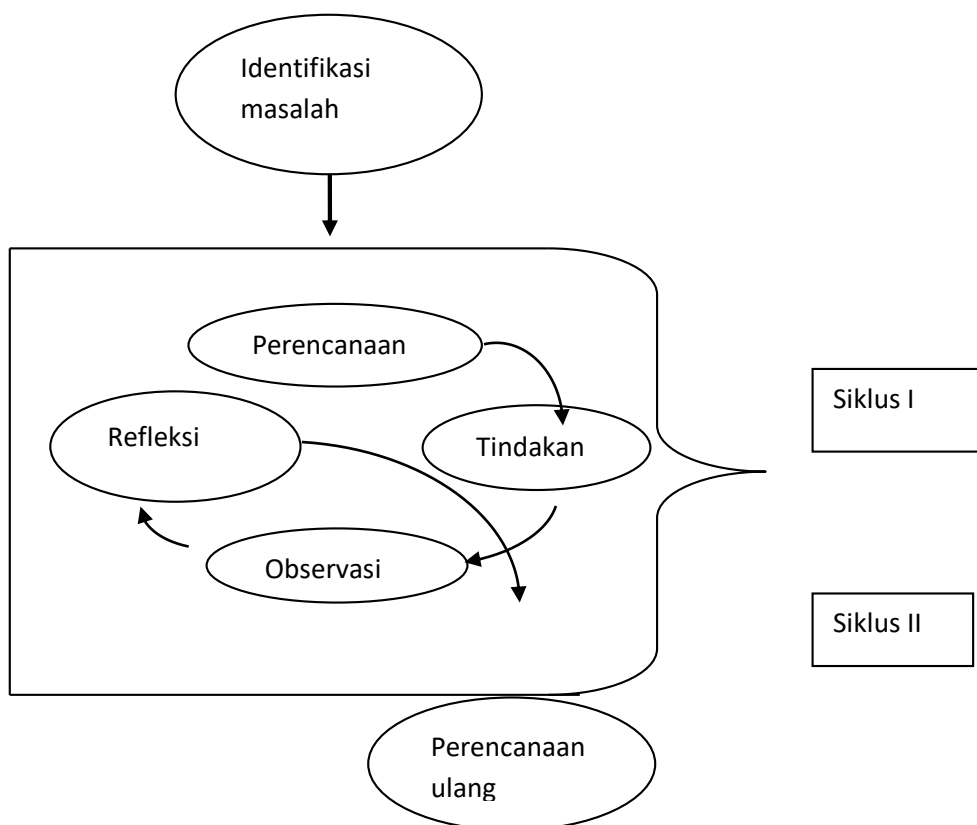 Identifikasi
masalah
Perencanaan
Siklus I
Refleksi
Tindakan
Observasi
Siklus II
Perencanaan
ulang